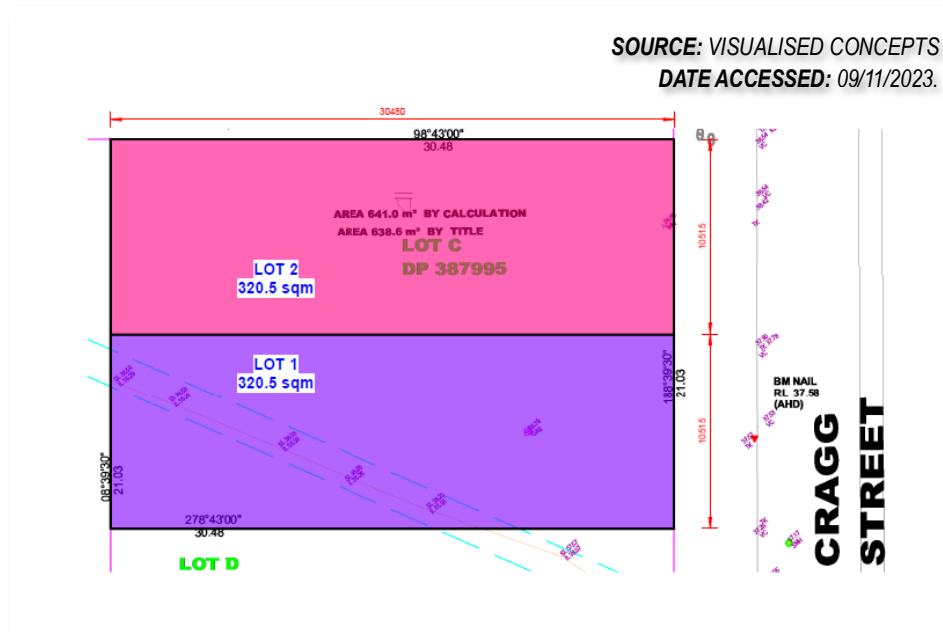 SOURCE: VISUALISED CONCEPTS
DATE ACCESSED: 09/11/2023.
30480
98°43'00"
30.48
AREA 641.0 m² BY CALCULATION
AREA 638.6 m² BY TITLE
LOT C
DP 387995
LOT 2
320.5 sqm
10515
LOT 1
320.5 sqm
188°39'30"
21.03
10515
BM NAIL
RL 37.58
(AHD)
CRAGG
STREET
08°39'30"
21.03
278°43'00"
30.48
LOT D